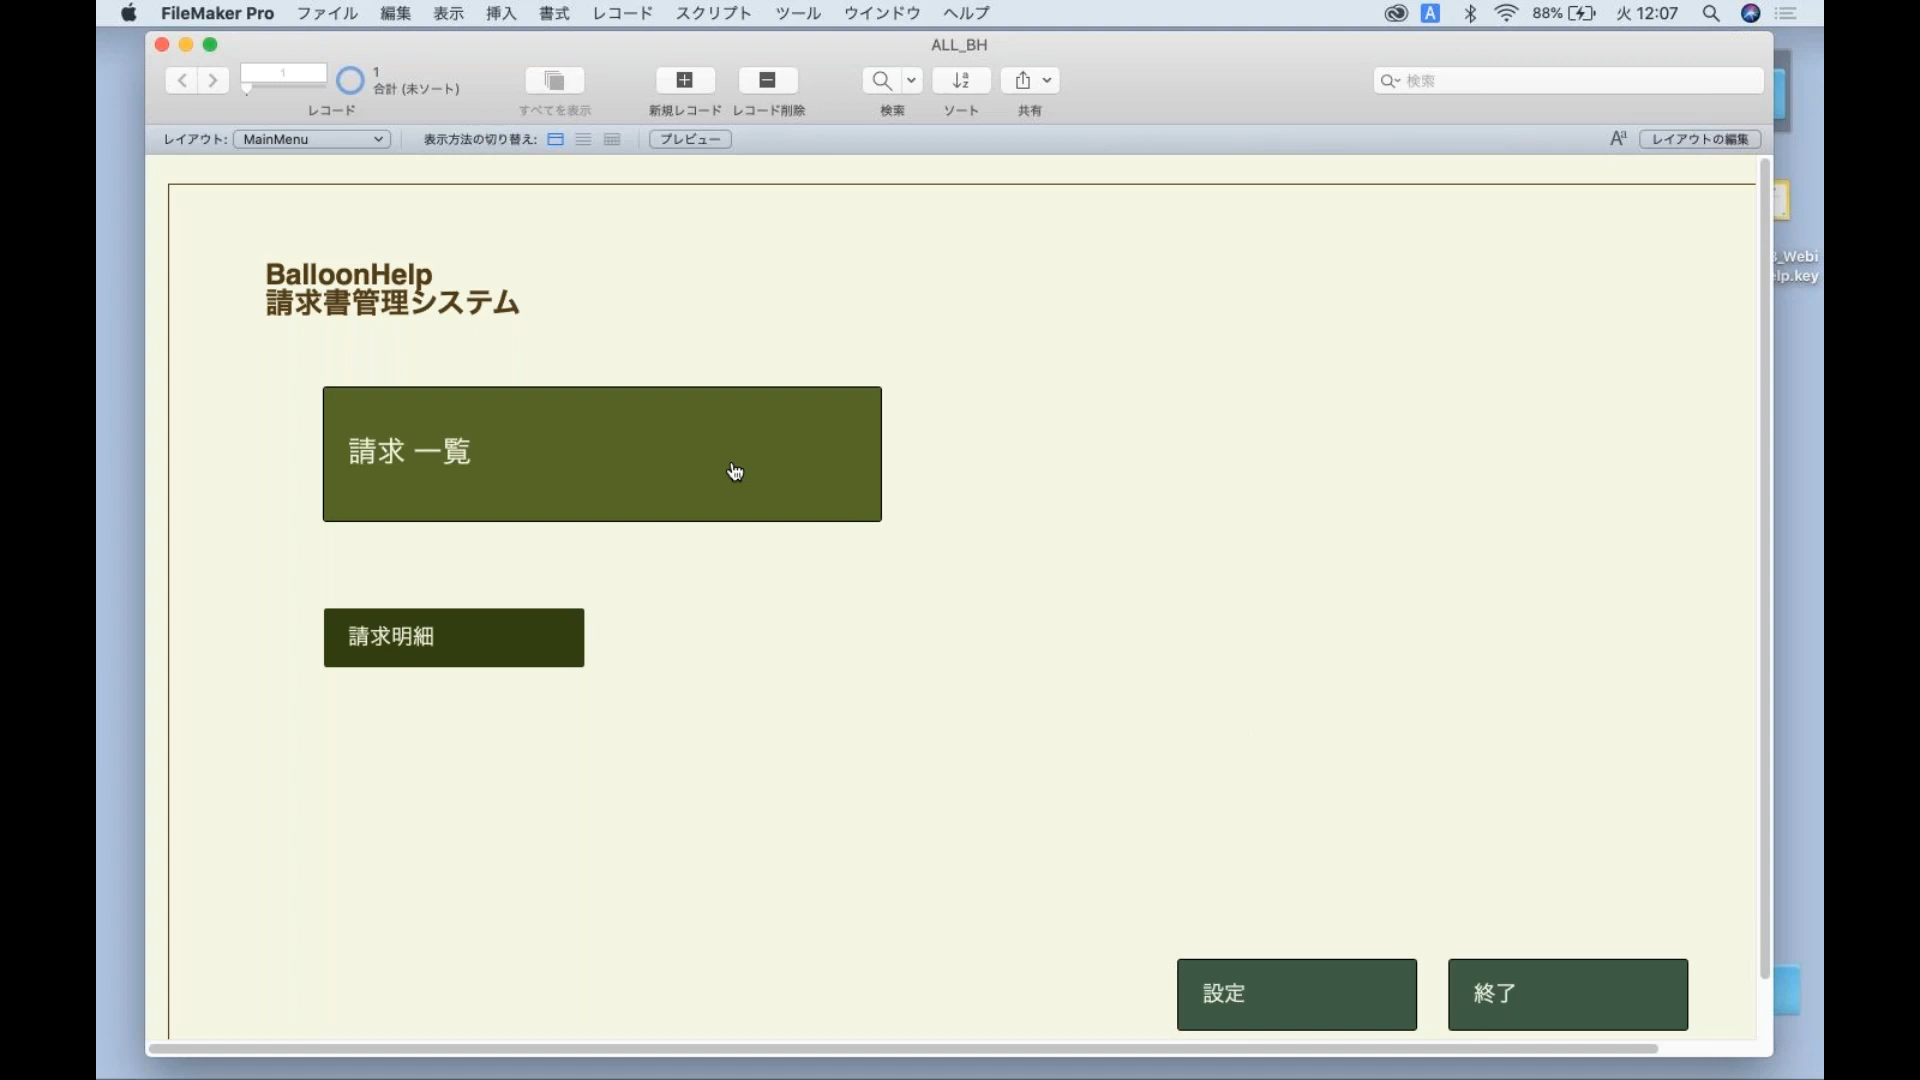 FileMaker Pro ファイル 編集 表示 挿入 書式 レコード スクリプト ツール ウインドウ ヘルプ A 88% 火 12:07
ALL_BH
1
1
合計 (未ソート)
検索
レコード すべてを表示 新規レコード レコード削除 検索 ソート 共有
レイアウト: MainMenu 表示方法の切り替え: プレビュー Aa レイアウトの編集
BalloonHelp
請求書管理システム
_Webi
lp.key
請求 一覧
請求明細
設定 終了